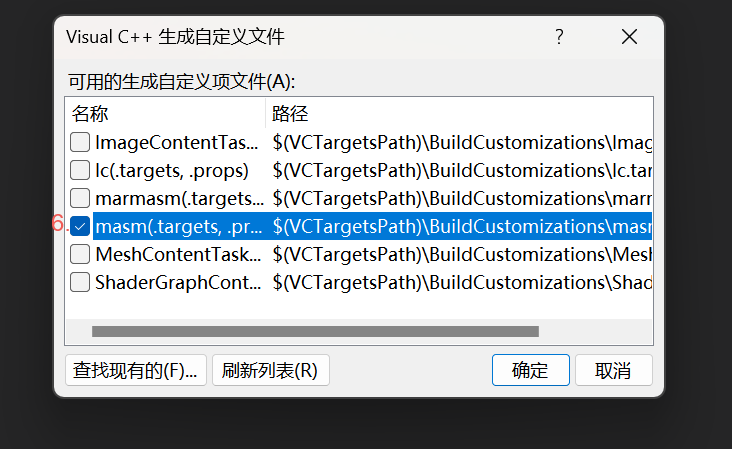 Visual C++ 生成自定义文件
可用的生成自定义项文件(A):
名称 路径
ImageContentTas... $(VCTargetsPath)\BuildCustomizations\Imag
lc(.targets, .props) $(VCTargetsPath)\BuildCustomizations\lc.tar
marmasm(.targets... $(VCTargetsPath)\BuildCustomizations\marr
6. masm(.targets, .pr... $(VCTargetsPath)\BuildCustomizations\masr
MeshContentTask... $(VCTargetsPath)\BuildCustomizations\Mesh
ShaderGraphCont... $(VCTargetsPath)\BuildCustomizations\Shad
查找现有的(F)... 刷新列表(R) 确定 取消